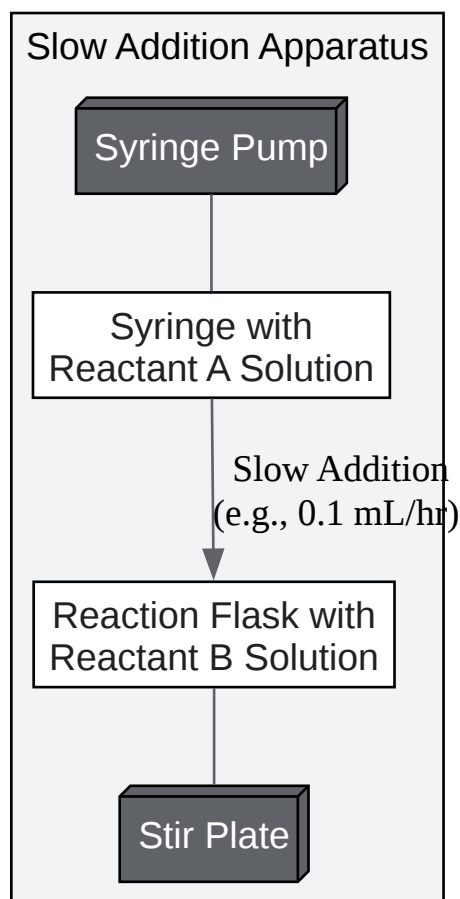 Slow Addition Apparatus
Syringe Pump
Syringe with
Reactant A Solution
Slow Addition
(e.g., 0.1 mL/hr)
Reaction Flask with
Reactant B Solution
Stir Plate